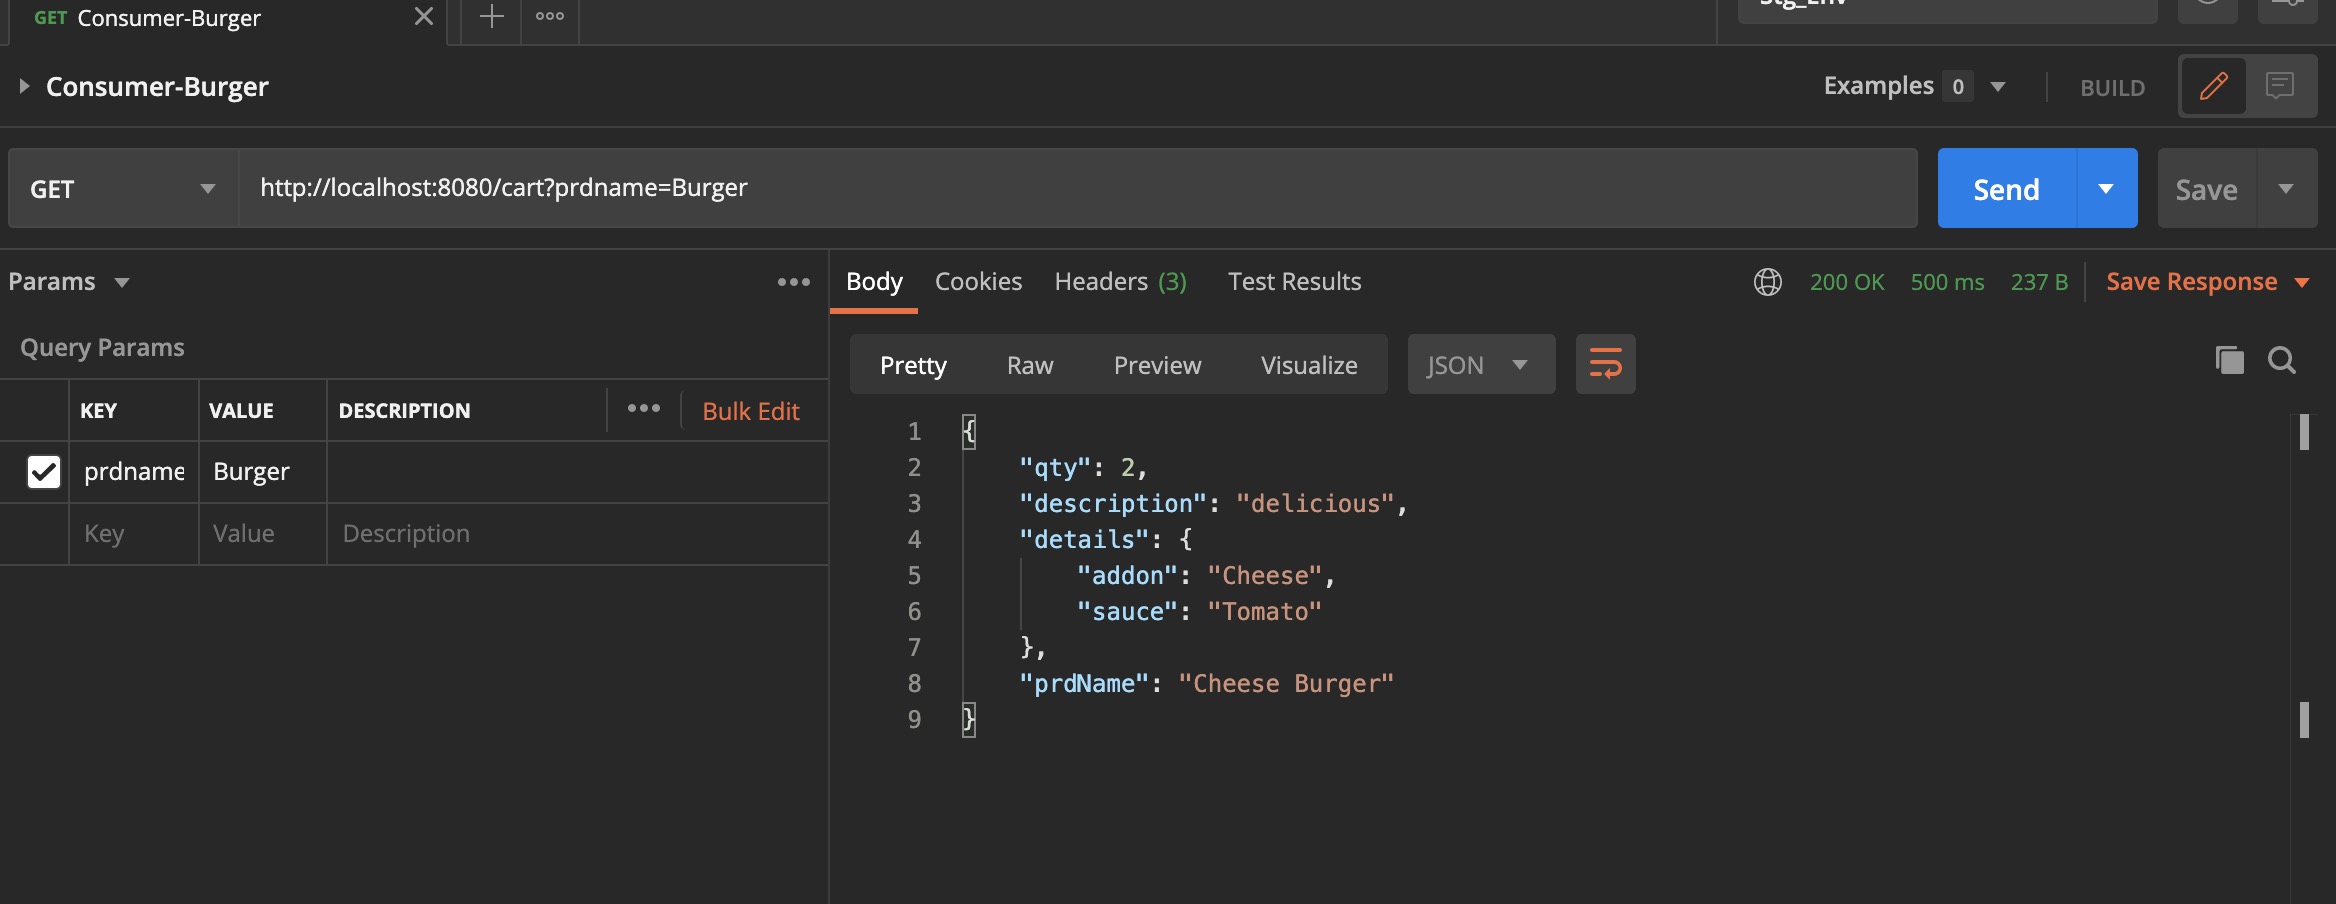 GET Consumer-Burger
Stg_Env
Consumer-Burger
Examples 0
BUILD
GET
http://localhost:8080/cart?prdname=Burger
Send
Save
Params
Body Cookies Headers (3) Test Results
200 OK 500 ms 237 B
Save Response
Query Params
Pretty Raw Preview Visualize
JSON
KEY VALUE DESCRIPTION
Bulk Edit
prdname Burger
Key Value Description
1 {
2 "qty": 2,
3 "description": "delicious",
4 "details": {
5 "addon": "Cheese",
6 "sauce": "Tomato"
7 },
8 "prdName": "Cheese Burger"
9 }